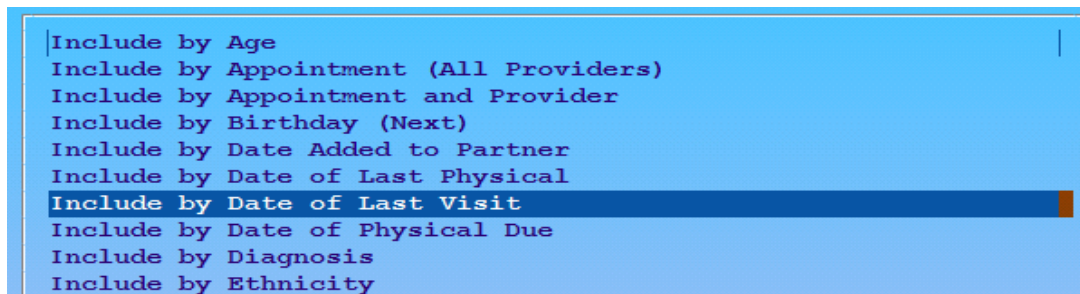 Include by Age
Include by Appointment (All Providers)
Include by Appointment and Provider
Include by Birthday (Next)
Include by Date Added to Partner
Include by Date of Last Physical
Include by Date of Last Visit
Include by Date of Physical Due
Include by Diagnosis
Include by Ethnicity